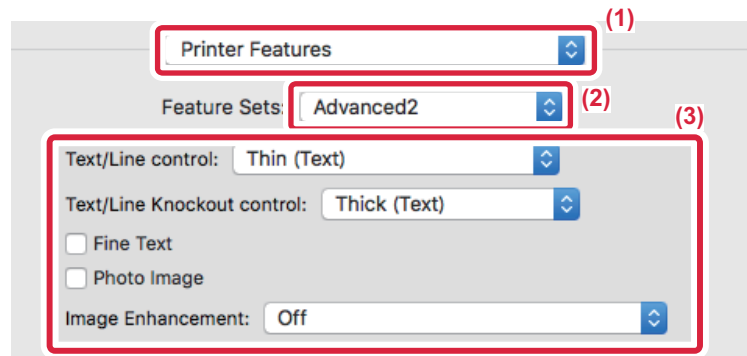 (1)
Printer Features
Feature Sets: Advanced2 (2)
(3)
Text/Line control: Thin (Text)
Text/Line Knockout control: Thick (Text)
Fine Text
Photo Image
Image Enhancement: Off